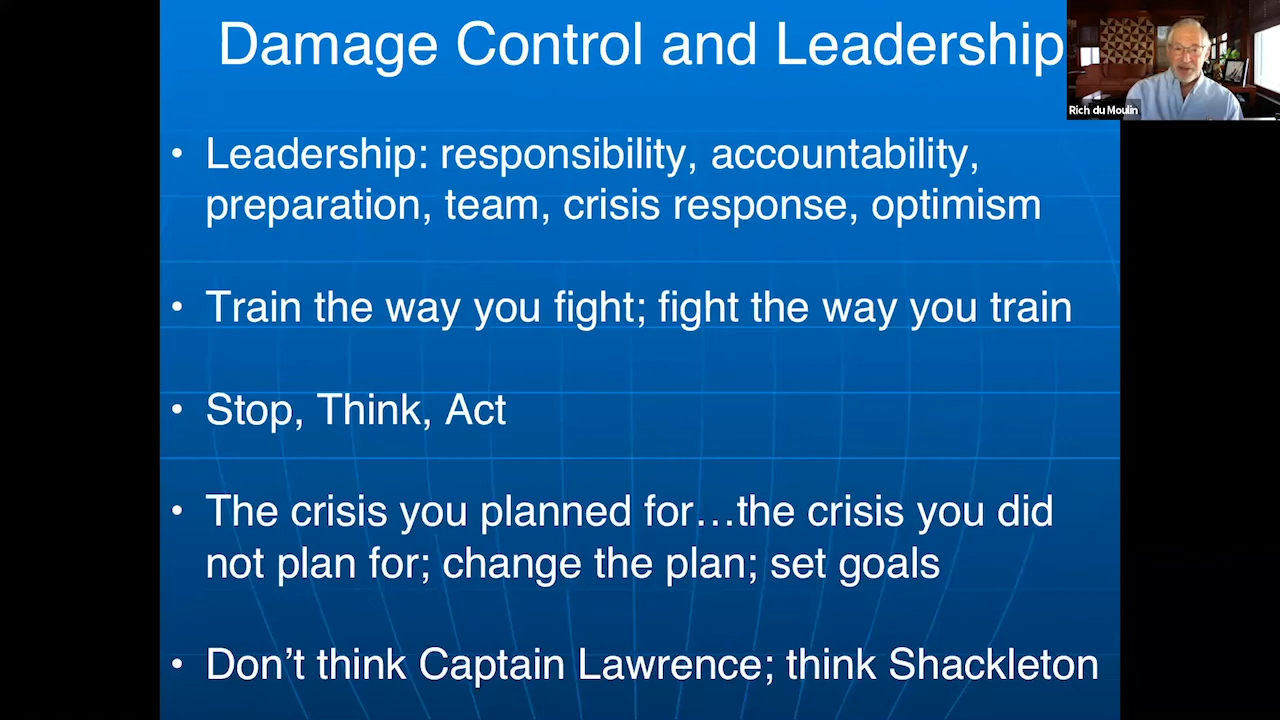 Damage Control and Leadership
Rich du Moulin
• Leadership: responsibility, accountability,
preparation, team, crisis response, optimism
• Train the way you fight; fight the way you train
• Stop, Think, Act
• The crisis you planned for…the crisis you did
not plan for; change the plan; set goals
• Don’t think Captain Lawrence; think Shackleton